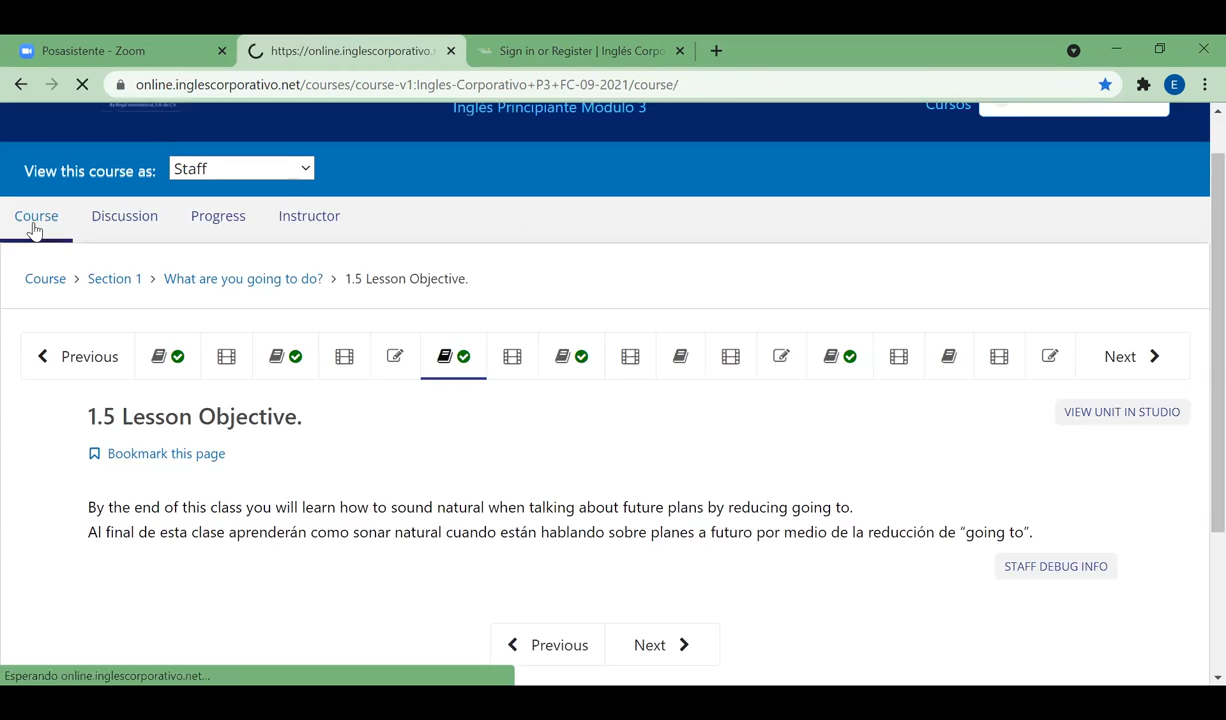 Posasistente - Zoom
https://online.inglescorporativo.
Sign in or Register | Inglés Corpo
online.inglescorporativo.net/courses/course-v1:Ingles-Corporativo+P3+FC-09-2021/course/
E
Inglés Principiante Modulo 3
Cursos
View this course as:
Staff
Course
Discussion
Progress
Instructor
Course > Section 1 > What are you going to do? > 1.5 Lesson Objective.
Previous
Next
1.5 Lesson Objective.
VIEW UNIT IN STUDIO
Bookmark this page
By the end of this class you will learn how to sound natural when talking about future plans by reducing going to.
Al final de esta clase aprenderán como sonar natural cuando están hablando sobre planes a futuro por medio de la reducción de “going to”.
STAFF DEBUG INFO
Previous
Next
Esperando online.inglescorporativo.net...